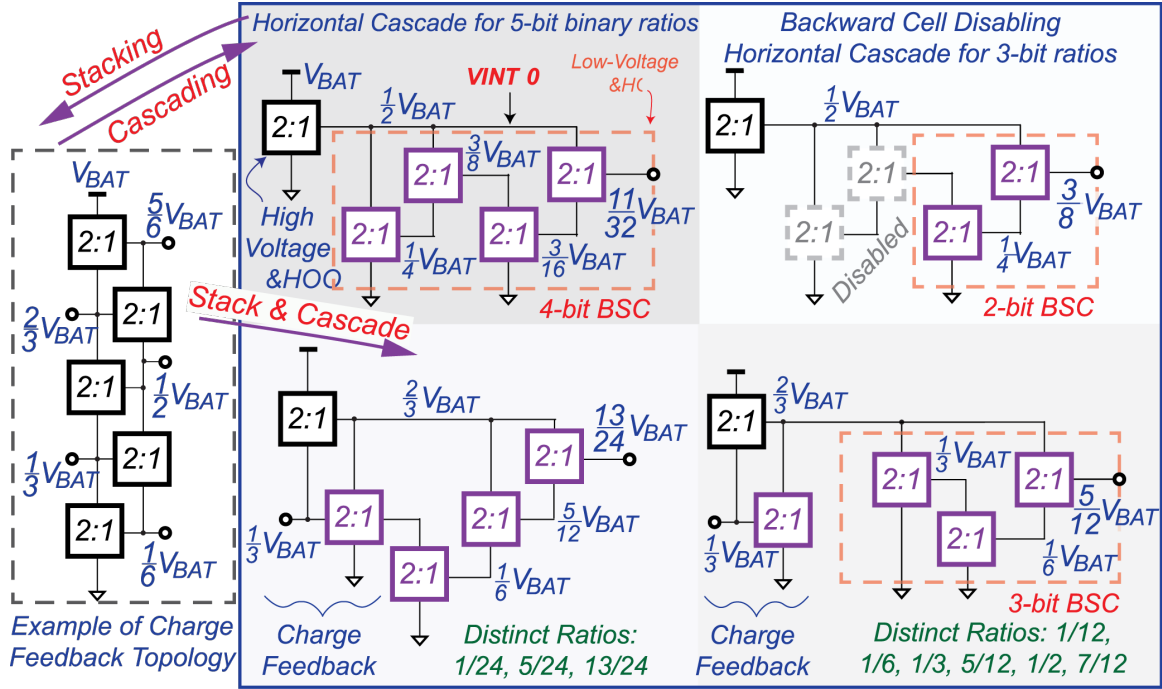 Stacking
Cascading
V_BAT
5/6 V_BAT
2:1
2:1
2/3 V_BAT
1/2 V_BAT
2:1
2:1
1/3 V_BAT
2:1
1/6 V_BAT
Example of Charge
Feedback Topology
Stack & Cascade
Horizontal Cascade for 5-bit binary ratios
V_BAT
VINT 0
Low-Voltage
2:1
1/2 V_BAT
3/8 V_BAT
2:1
2:1
11/32 V_BAT
2:1
2:1
1/4 V_BAT
3/16 V_BAT
High
Voltage
&HOO
4-bit BSC
Backward Cell Disabling
Horizontal Cascade for 3-bit ratios
2:1
1/2 V_BAT
2:1
2:1
3/8 V_BAT
2:1
2:1
1/4 V_BAT
Disabled
2-bit BSC
2:1
2/3 V_BAT
13/24 V_BAT
2:1
2:1
2:1
5/12 V_BAT
1/3 V_BAT
2:1
1/6 V_BAT
Charge
Feedback
Distinct Ratios:
1/24, 5/24, 13/24
2/3 V_BAT
2:1
1/3 V_BAT
2:1
2:1
5/12 V_BAT
2:1
2:1
1/3 V_BAT
1/6 V_BAT
3-bit BSC
Charge
Feedback
Distinct Ratios: 1/12,
1/6, 1/3, 5/12, 1/2, 7/12